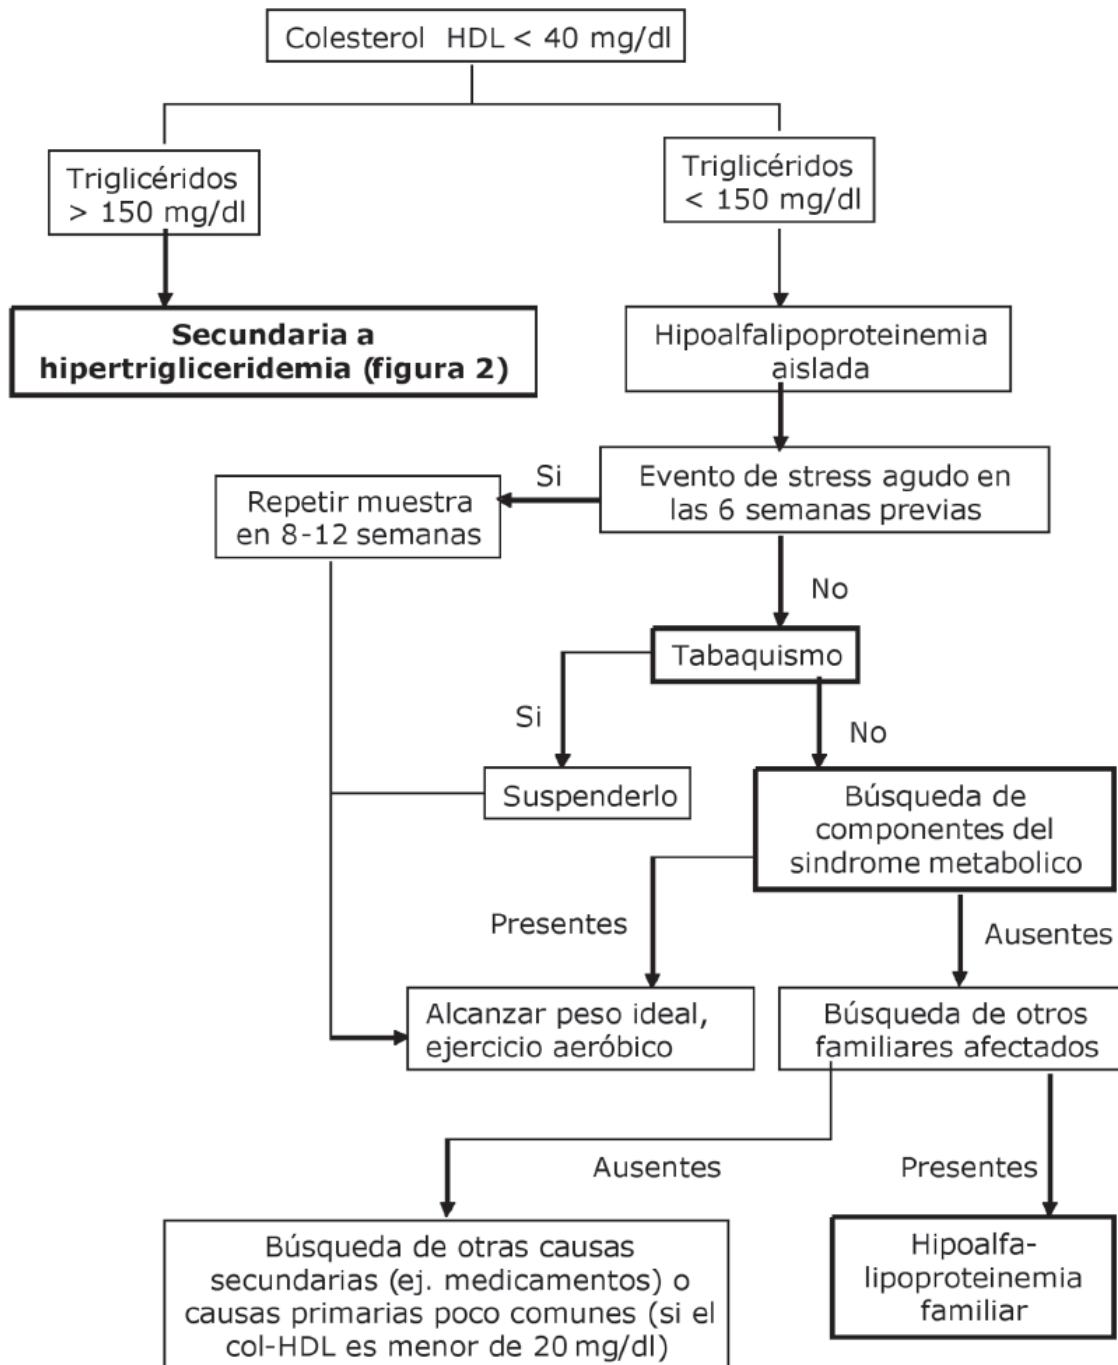 Colesterol HDL < 40 mg/dl
Triglicéridos
> 150 mg/dl
Triglicéridos
< 150 mg/dl
Secundaria a
hipertrigliceridemia (figura 2)
Hipoalfalipoproteinemia
aislada
Si
Evento de stress agudo en
las 6 semanas previas
Repetir muestra
en 8-12 semanas
No
Tabaquismo
Si
No
Suspenderlo
Búsqueda de
componentes del
sindrome metabolico
Presentes
Ausentes
Alcanzar peso ideal,
ejercicio aeróbico
Búsqueda de otros
familiares afectados
Ausentes
Presentes
Búsqueda de otras causas
secundarias (ej. medicamentos) o
causas primarias poco comunes (si el
col-HDL es menor de 20 mg/dl)
Hipoalfa-
lipoproteinemia
familiar